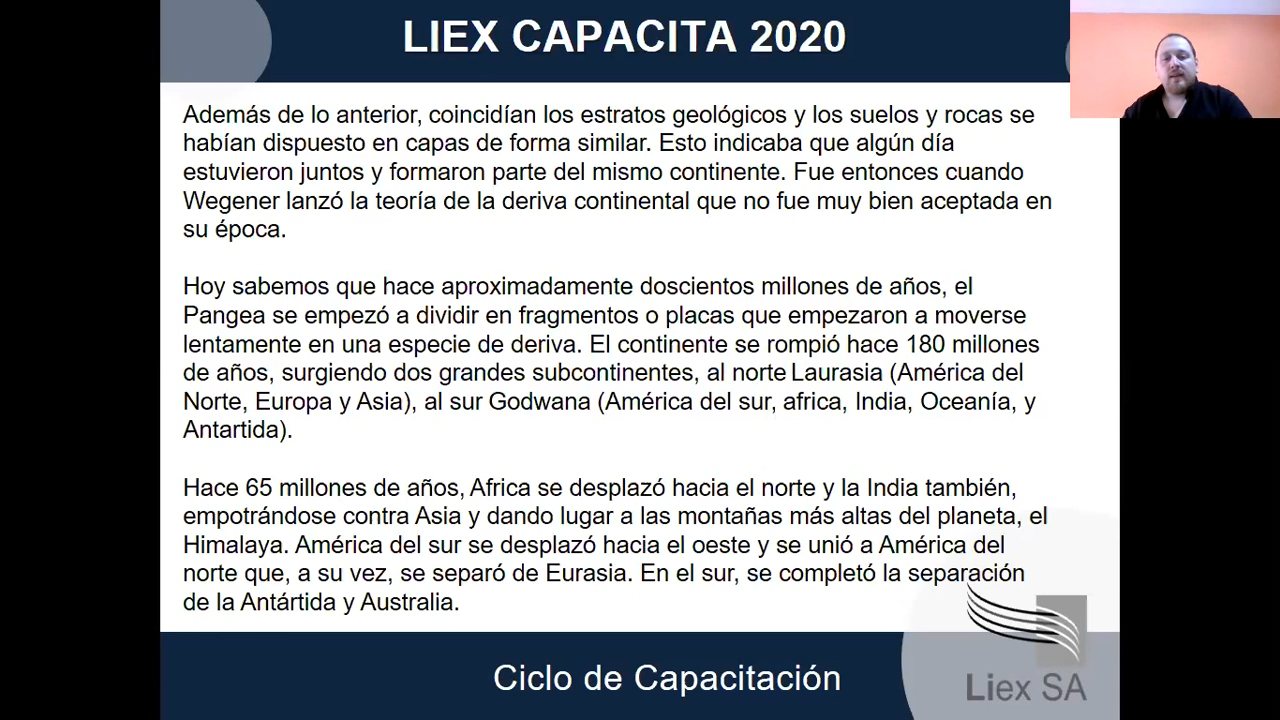 LIEX CAPACITA 2020
Además de lo anterior, coincidían los estratos geológicos y los suelos y rocas se
habían dispuesto en capas de forma similar. Esto indicaba que algún día
estuvieron juntos y formaron parte del mismo continente. Fue entonces cuando
Wegener lanzó la teoría de la deriva continental que no fue muy bien aceptada en
su época.
Hoy sabemos que hace aproximadamente doscientos millones de años, el
Pangea se empezó a dividir en fragmentos o placas que empezaron a moverse
lentamente en una especie de deriva. El continente se rompió hace 180 millones
de años, surgiendo dos grandes subcontinentes, al norte Laurasia (América del
Norte, Europa y Asia), al sur Godwana (América del sur, africa, India, Oceanía, y
Antartida).
Hace 65 millones de años, Africa se desplazó hacia el norte y la India también,
empotrándose contra Asia y dando lugar a las montañas más altas del planeta, el
Himalaya. América del sur se desplazó hacia el oeste y se unió a América del
norte que, a su vez, se separó de Eurasia. En el sur, se completó la separación
de la Antártida y Australia.
Ciclo de Capacitación
Liex SA